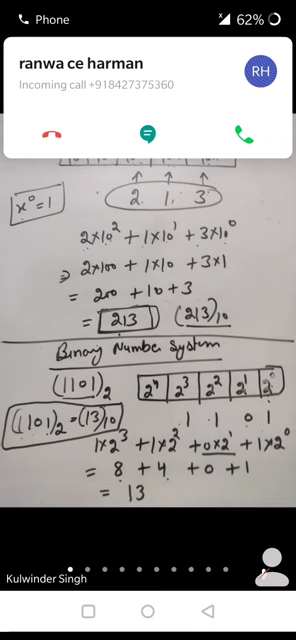 Phone
62%
ranwa ce harman
Incoming call +918427375360
RH
x⁰=1
2 1 3
2×10² + 1×10¹ + 3×10⁰
⇒ 2×100 + 1×10 + 3×1
= 200 + 10 + 3
= 213 (213)₁₀
Binary Number System
(1101)₂ 2⁴ 2³ 2² 2¹ 2⁰
1 1 0 1
(1101)₂ = (13)₁₀
1×2³ + 1×2² + 0×2¹ + 1×2⁰
= 8 + 4 + 0 + 1
= 13
Kulwinder Singh